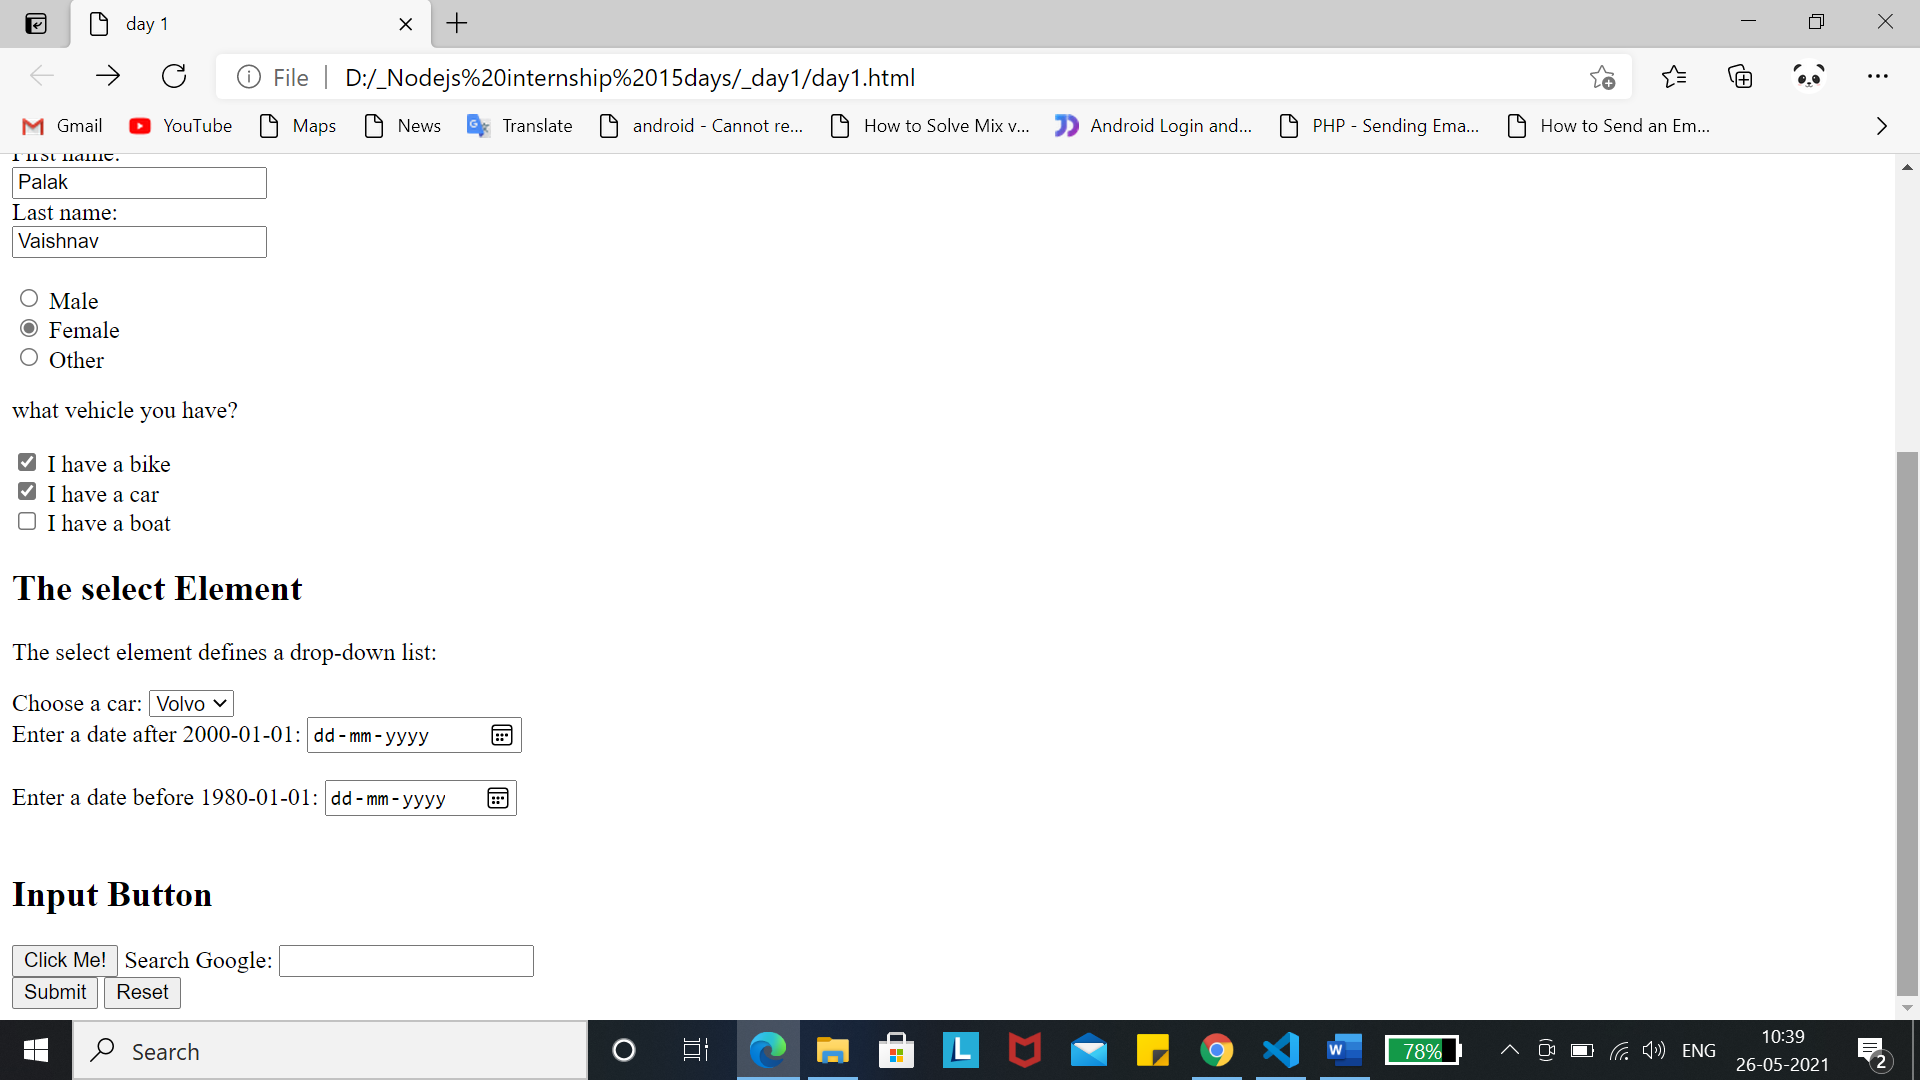 day 1
File | D:/_Nodejs%20internship%2015days/_day1/day1.html
Gmail YouTube Maps News Translate android - Cannot re... How to Solve Mix v... Android Login and... PHP - Sending Ema... How to Send an Em...
First name:
Palak
Last name:
Vaishnav
Male
Female
Other
what vehicle you have?
I have a bike
I have a car
I have a boat
The select Element
The select element defines a drop-down list:
Choose a car: Volvo
Enter a date after 2000-01-01: dd-mm-yyyy
Enter a date before 1980-01-01: dd-mm-yyyy
Input Button
Click Me! Search Google:
Submit Reset
Search 78% ENG 10:39
26-05-2021 2